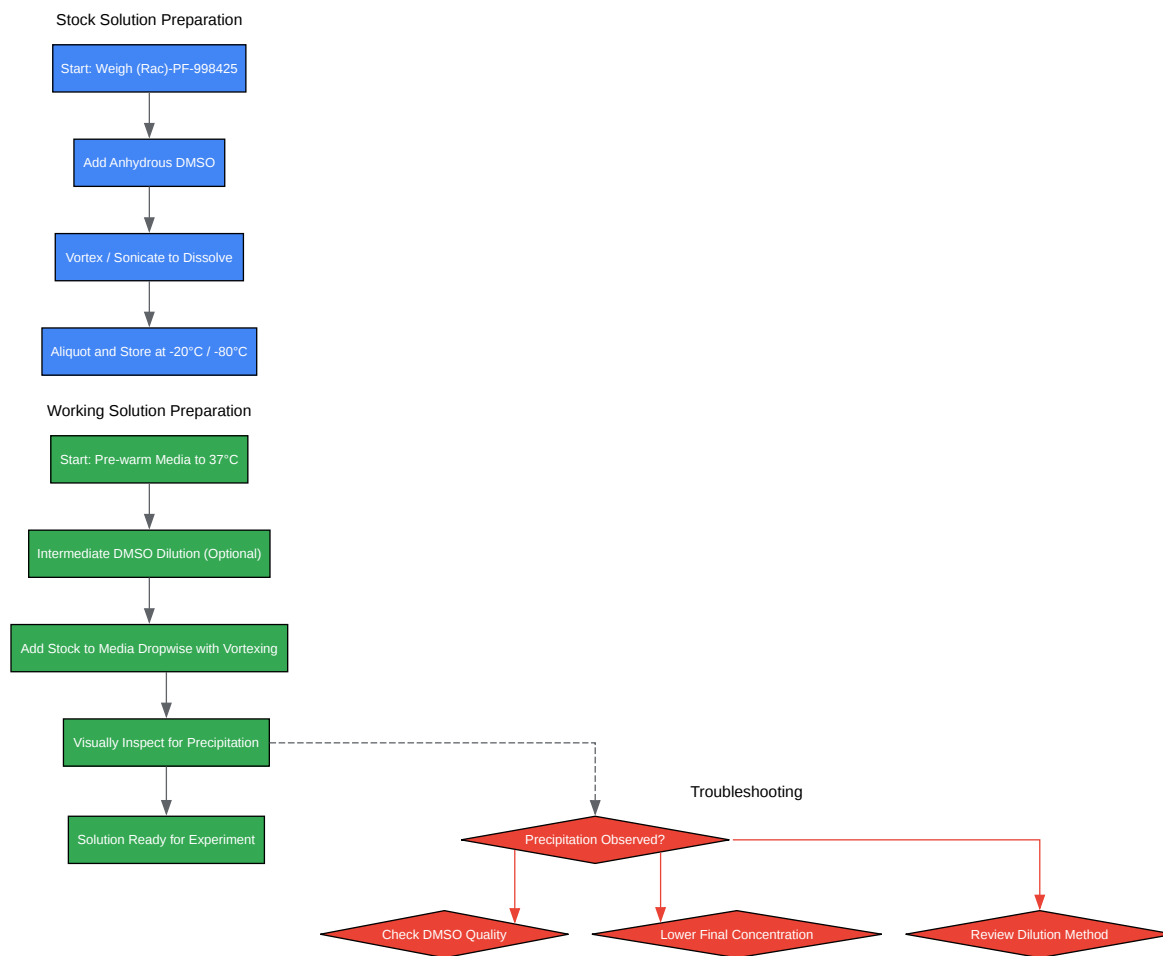 Stock Solution Preparation
Start: Weigh (Rac)-PF-998425
Add Anhydrous DMSO
Vortex / Sonicate to Dissolve
Aliquot and Store at -20°C / -80°C
Working Solution Preparation
Start: Pre-warm Media to 37°C
Intermediate DMSO Dilution (Optional)
Add Stock to Media Dropwise with Vortexing
Visually Inspect for Precipitation
Solution Ready for Experiment
Troubleshooting
Precipitation Observed?
Check DMSO Quality
Lower Final Concentration
Review Dilution Method